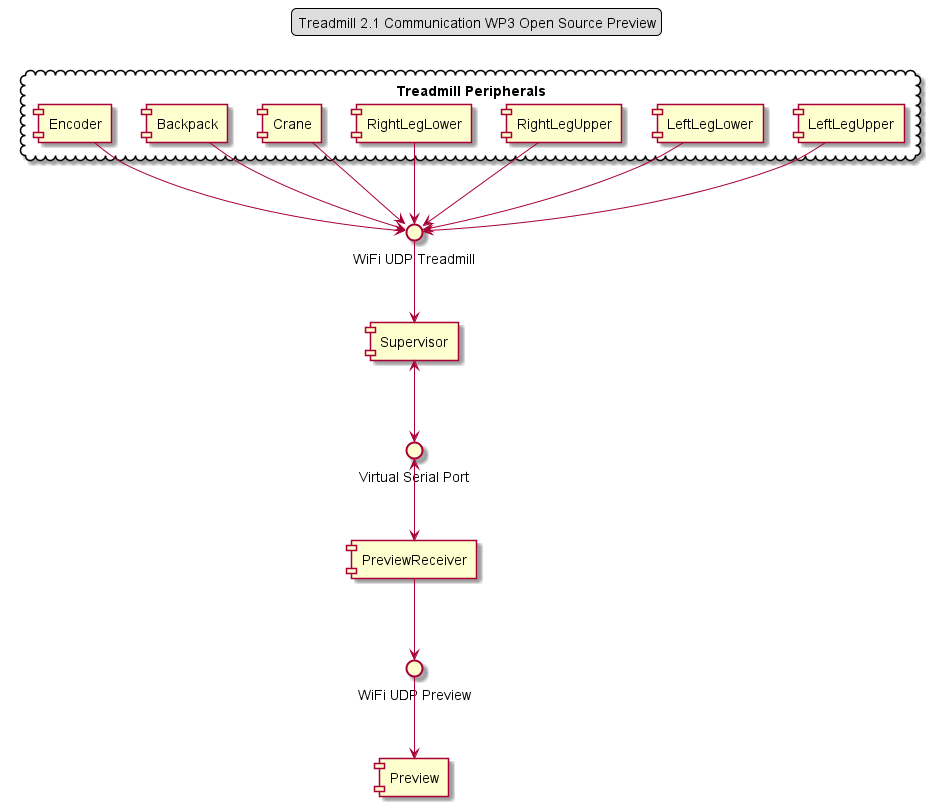 Treadmill 2.1 Communication WP3 Open Source Preview
Treadmill Peripherals
Encoder
Backpack
Crane
RightLegLower
RightLegUpper
LeftLegLower
LeftLegUpper
WiFi UDP Treadmill
Supervisor
Virtual Serial Port
PreviewReceiver
WiFi UDP Preview
Preview